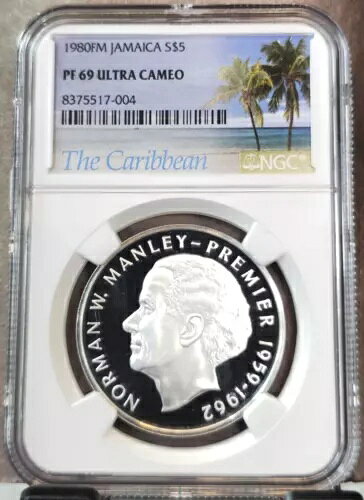 1980FM JAMAICA S$5
PF 69 ULTRA CAMEO
8375517-004
The Caribbean
NGC
NORMAN W. MANLEY-PREMIER 1959-1962